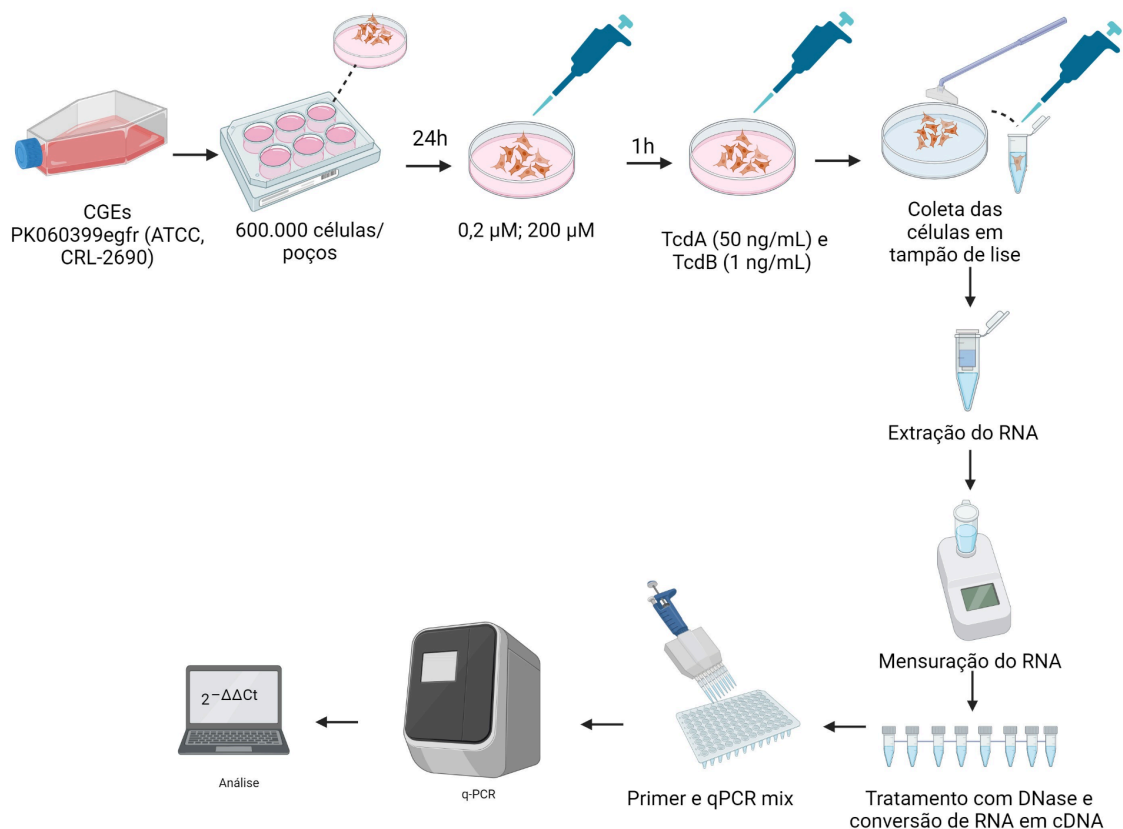 24h
1h
CGEs
PK060399egfr (ATCC,
CRL-2690)
600.000 células/
poços
0,2 µM; 200 µM
TcdA (50 ng/mL) e
TcdB (1 ng/mL)
Coleta das
células em
tampão de lise
Extração do RNA
Mensuração do RNA
Tratamento com DNase e
conversão de RNA em cDNA
Primer e qPCR mix
q-PCR
2−ΔΔCt
Análise